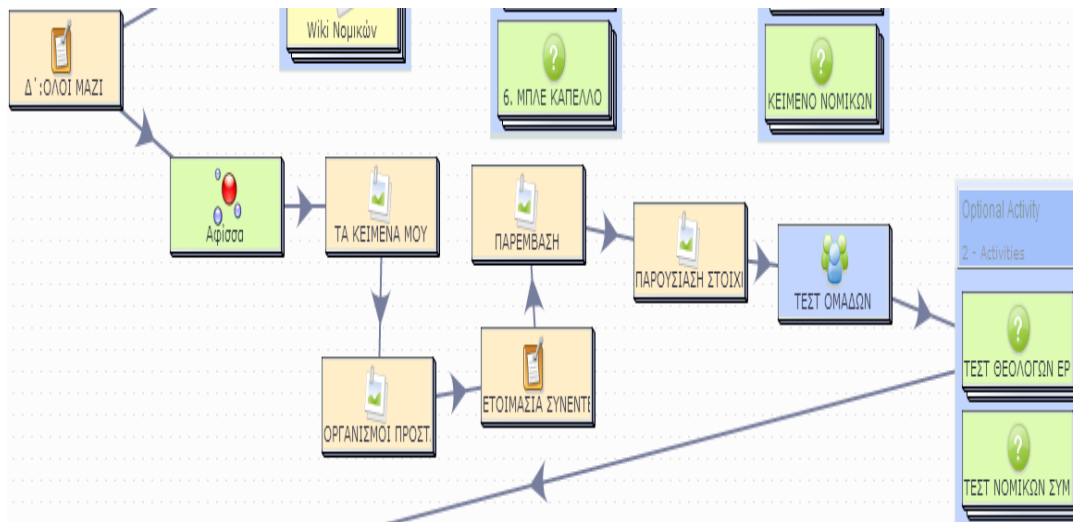 Wiki Νομικών
Δ΄:ΟΛΟΙ ΜΑΖΙ
6. ΜΠΛΕ ΚΑΠΕΛΛΟ
ΚΕΙΜΕΝΟ ΝΟΜΙΚΩΝ
Αφίσσα
ΤΑ ΚΕΙΜΕΝΑ ΜΟΥ
ΠΑΡΕΜΒΑΣΗ
ΠΑΡΟΥΣΙΑΣΗ ΣΤΟΙΧΙ
ΤΕΣΤ ΟΜΑΔΩΝ
Optional Activity
2 - Activities
ΤΕΣΤ ΘΕΟΛΟΓΩΝ ΕΡ
ΟΡΓΑΝΙΣΜΟΙ ΠΡΟΣΤ.
ΕΤΟΙΜΑΣΙΑ ΣΥΝΕΝΤΕ
ΤΕΣΤ ΝΟΜΙΚΩΝ ΣΥΜ